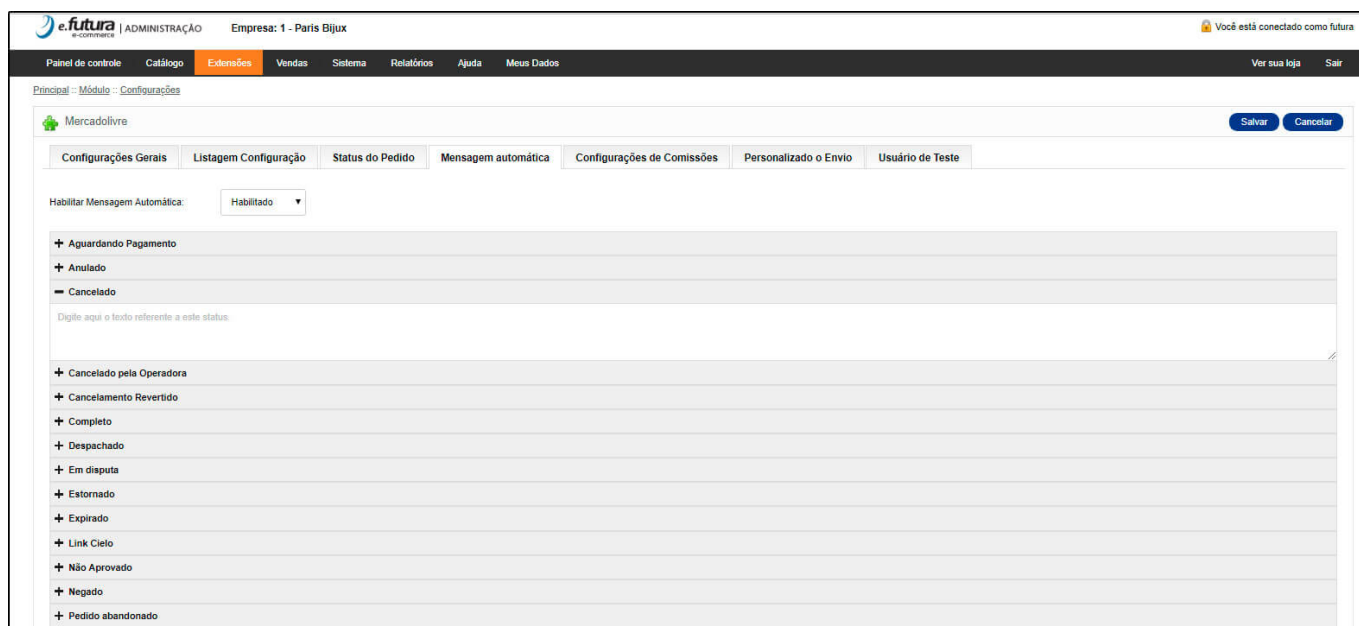 e.futura e-commerce | ADMINISTRAÇÃO Empresa: 1 - Paris Bijux Você está conectado como futura
Painel de controle Catálogo Extensões Vendas Sistema Relatórios Ajuda Meus Dados Ver sua loja Sair
Principal :: Módulo :: Configurações
Mercadolivre Salvar Cancelar
Configurações Gerais Listagem Configuração Status do Pedido Mensagem automática Configurações de Comissões Personalizado o Envio Usuário de Teste
Habilitar Mensagem Automática: Habilitado
+ Aguardando Pagamento
+ Anulado
− Cancelado
Digite aqui o texto referente a este status
+ Cancelado pela Operadora
+ Cancelamento Revertido
+ Completo
+ Despachado
+ Em disputa
+ Estornado
+ Expirado
+ Link Cielo
+ Não Aprovado
+ Negado
+ Pedido abandonado